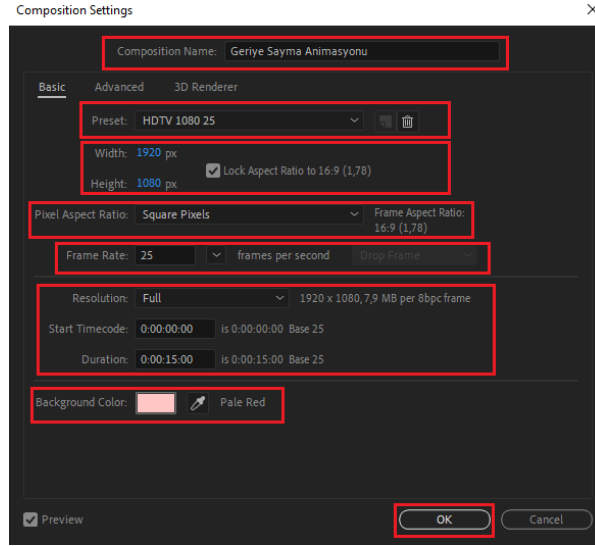 Composition Settings
Composition Name: Geriye Sayma Animasyonu
Basic Advanced 3D Renderer
Preset: HDTV 1080 25
Width: 1920 px
Lock Aspect Ratio to 16:9 (1,78)
Height: 1080 px
Pixel Aspect Ratio: Square Pixels Frame Aspect Ratio:
16:9 (1,78)
Frame Rate: 25 frames per second Drop Frame
Resolution: Full 1920 x 1080, 7,9 MB per 8bpc frame
Start Timecode: 0:00:00:00 is 0:00:00:00 Base 25
Duration: 0:00:15:00 is 0:00:15:00 Base 25
Background Color: Pale Red
Preview OK Cancel